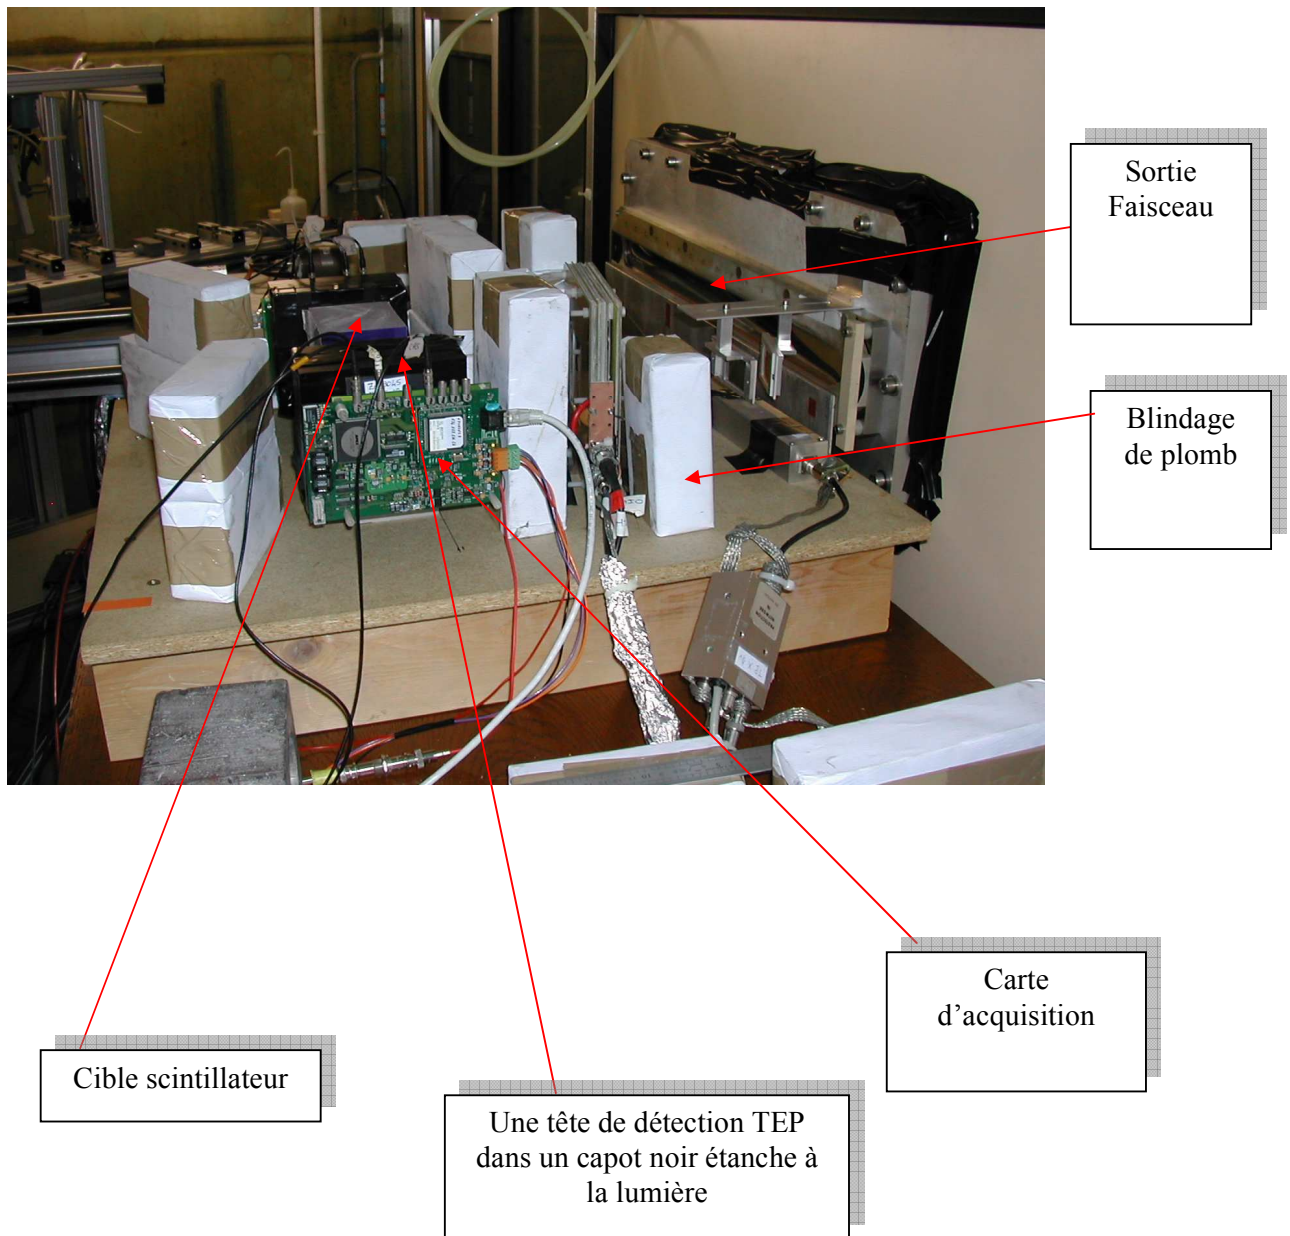 Sortie
Faisceau
Blindage
de plomb
Carte
d'acquisition
Cible scintillateur
Une tête de détection TEP
dans un capot noir étanche à
la lumière